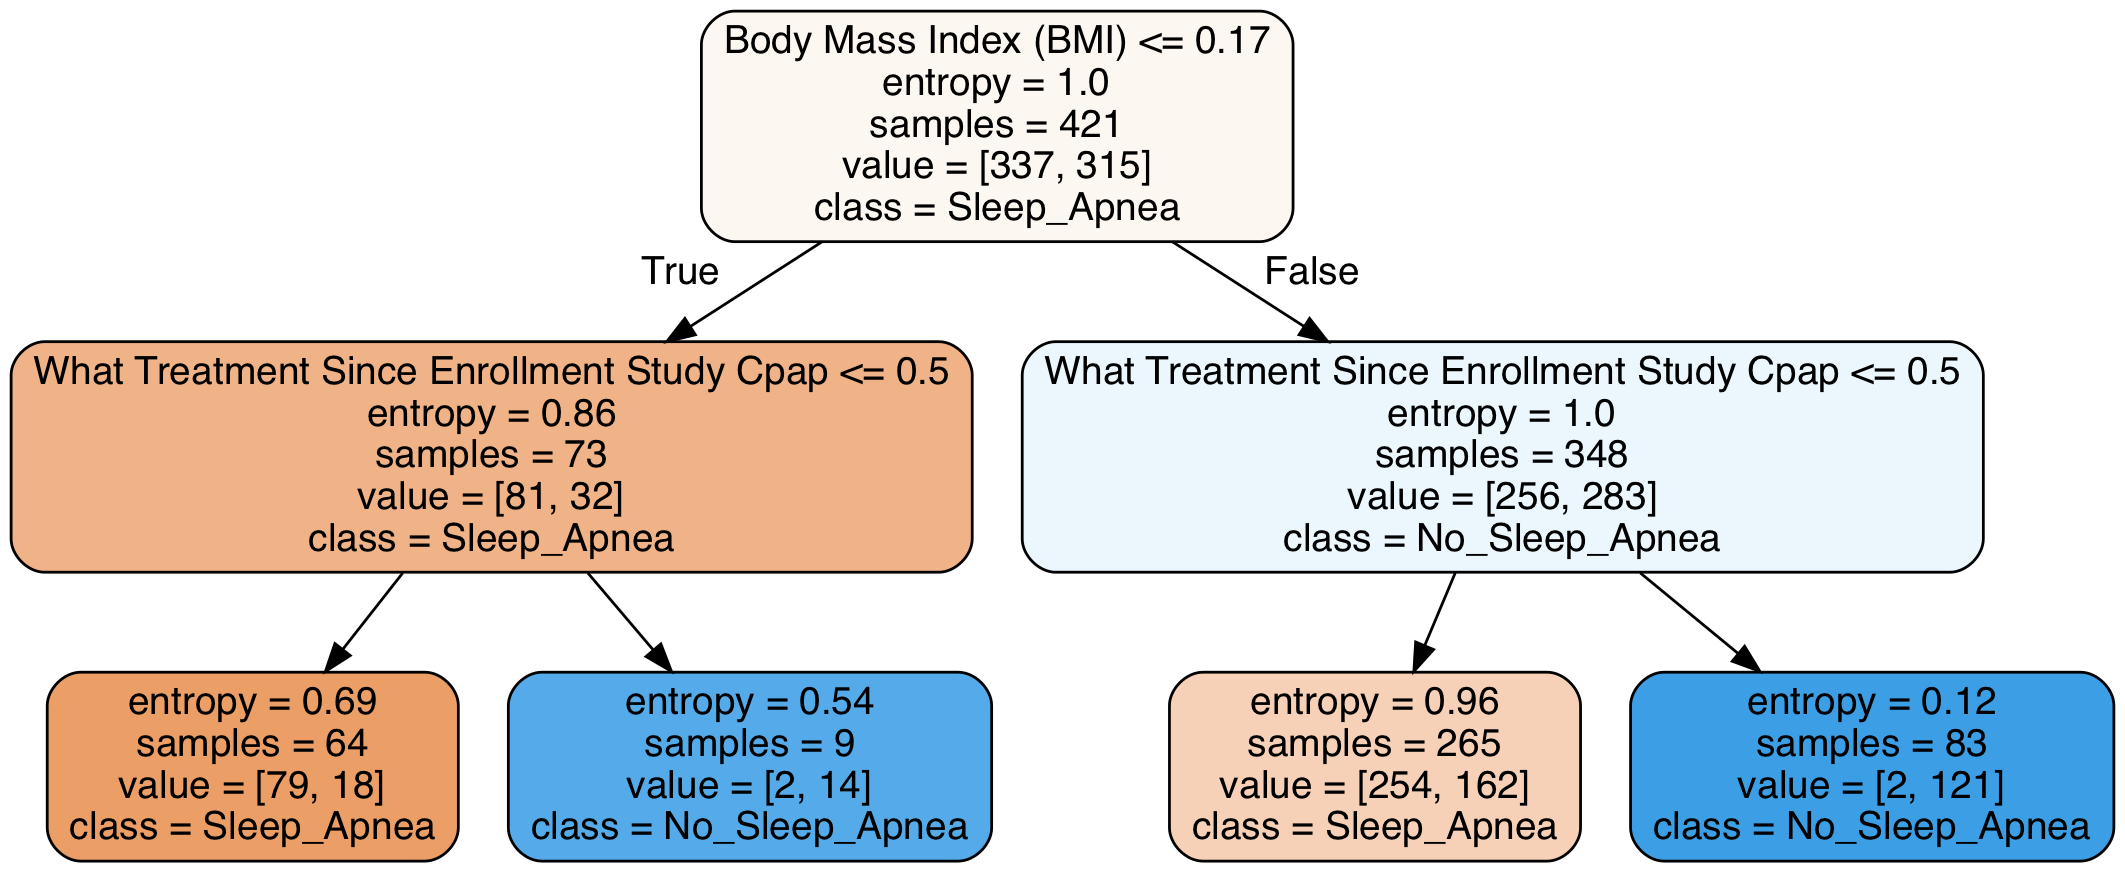 Body Mass Index (BMI) <= 0.17
entropy = 1.0
samples = 421
value = [337, 315]
class = Sleep_Apnea
True
False
What Treatment Since Enrollment Study Cpap <= 0.5
entropy = 0.86
samples = 73
value = [81, 32]
class = Sleep_Apnea
What Treatment Since Enrollment Study Cpap <= 0.5
entropy = 1.0
samples = 348
value = [256, 283]
class = No_Sleep_Apnea
entropy = 0.69
samples = 64
value = [79, 18]
class = Sleep_Apnea
entropy = 0.54
samples = 9
value = [2, 14]
class = No_Sleep_Apnea
entropy = 0.96
samples = 265
value = [254, 162]
class = Sleep_Apnea
entropy = 0.12
samples = 83
value = [2, 121]
class = No_Sleep_Apnea